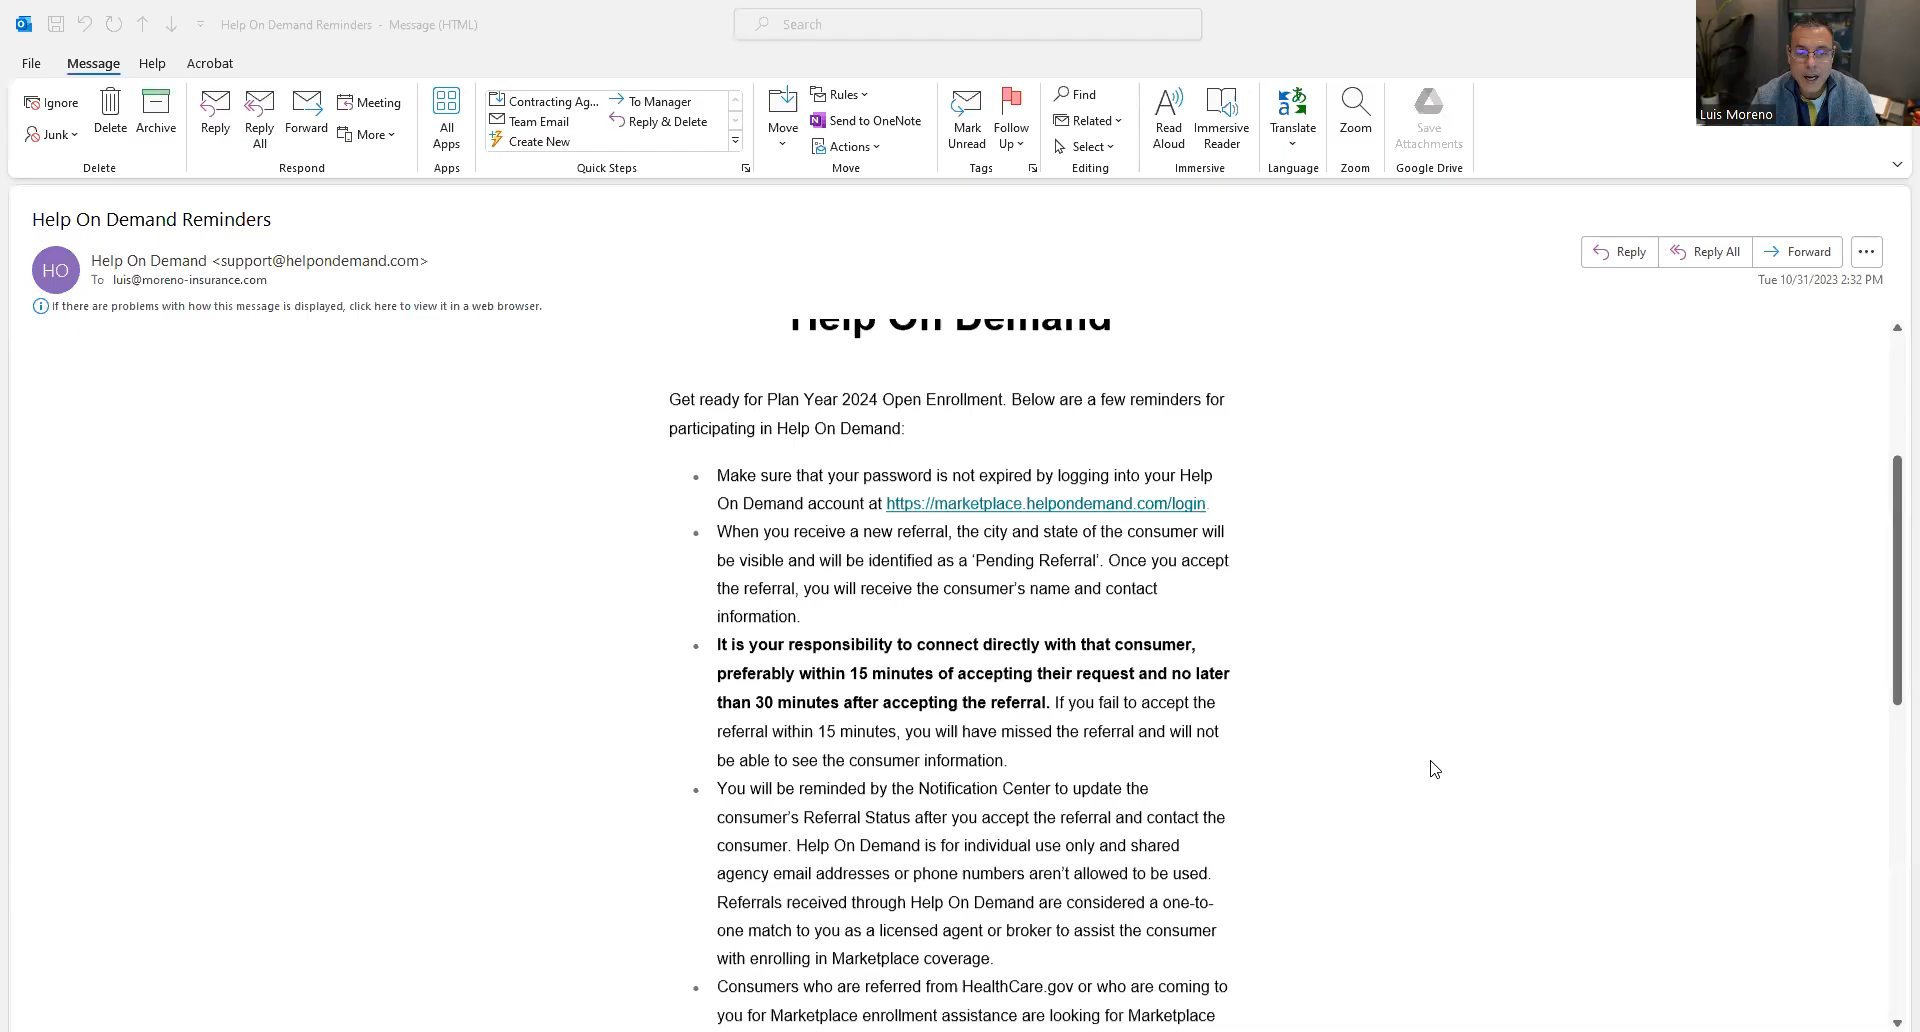 Help On Demand Reminders - Message (HTML)
Search
File Message Help Acrobat
Ignore
Junk
Delete
Archive
Delete
Reply
Reply All
Forward
Meeting
More
Respond
All Apps
Apps
Contracting Ag...
To Manager
Team Email
Reply & Delete
Create New
Quick Steps
Move
Rules
Send to OneNote
Actions
Move
Mark Unread
Follow Up
Tags
Find
Related
Select
Editing
Read Aloud
Immersive Reader
Immersive
Translate
Language
Zoom
Zoom
Save Attachments
Google Drive
Luis Moreno
Help On Demand Reminders
HO
Help On Demand <support@helpondemand.com>
To luis@moreno-insurance.com
Reply
Reply All
Forward
Tue 10/31/2023 2:32 PM
If there are problems with how this message is displayed, click here to view it in a web browser.
Help On Demand
Get ready for Plan Year 2024 Open Enrollment. Below are a few reminders for
participating in Help On Demand:
• Make sure that your password is not expired by logging into your Help
On Demand account at https://marketplace.helpondemand.com/login.
• When you receive a new referral, the city and state of the consumer will
be visible and will be identified as a ‘Pending Referral’. Once you accept
the referral, you will receive the consumer’s name and contact
information.
• It is your responsibility to connect directly with that consumer,
preferably within 15 minutes of accepting their request and no later
than 30 minutes after accepting the referral. If you fail to accept the
referral within 15 minutes, you will have missed the referral and will not
be able to see the consumer information.
• You will be reminded by the Notification Center to update the
consumer’s Referral Status after you accept the referral and contact the
consumer. Help On Demand is for individual use only and shared
agency email addresses or phone numbers aren’t allowed to be used.
Referrals received through Help On Demand are considered a one-to-
one match to you as a licensed agent or broker to assist the consumer
with enrolling in Marketplace coverage.
• Consumers who are referred from HealthCare.gov or who are coming to
you for Marketplace enrollment assistance are looking for Marketplace